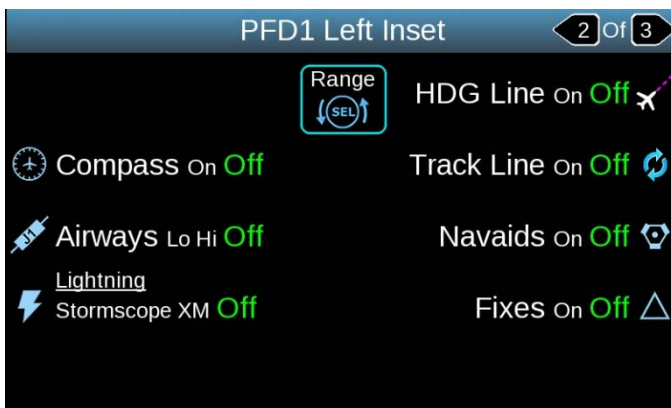 PFD1 Left Inset
2 Of 3
Range
SEL
HDG Line On Off
Compass On Off
Track Line On Off
J1
Airways Lo Hi Off
Navaids On Off
Lightning
Stormscope XM Off
Fixes On Off